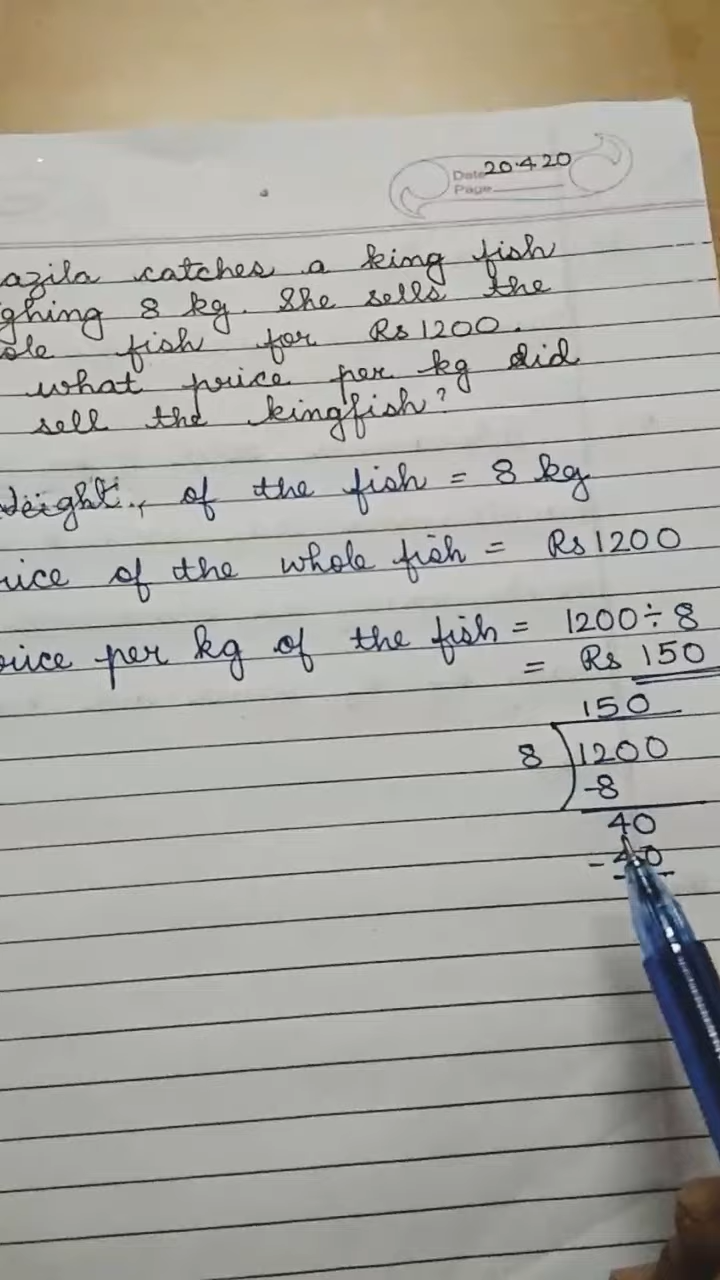 Date 20.4.20
Page
azila catches a king fish
ghing 8 kg. She sells the
ole fish for Rs 1200.
what price per kg did
sell the kingfish?
Weight, of the fish = 8 kg
rice of the whole fish = Rs 1200
rice per kg of the fish = 1200 ÷ 8
= Rs 150
150
8 1200
-8
40
-40